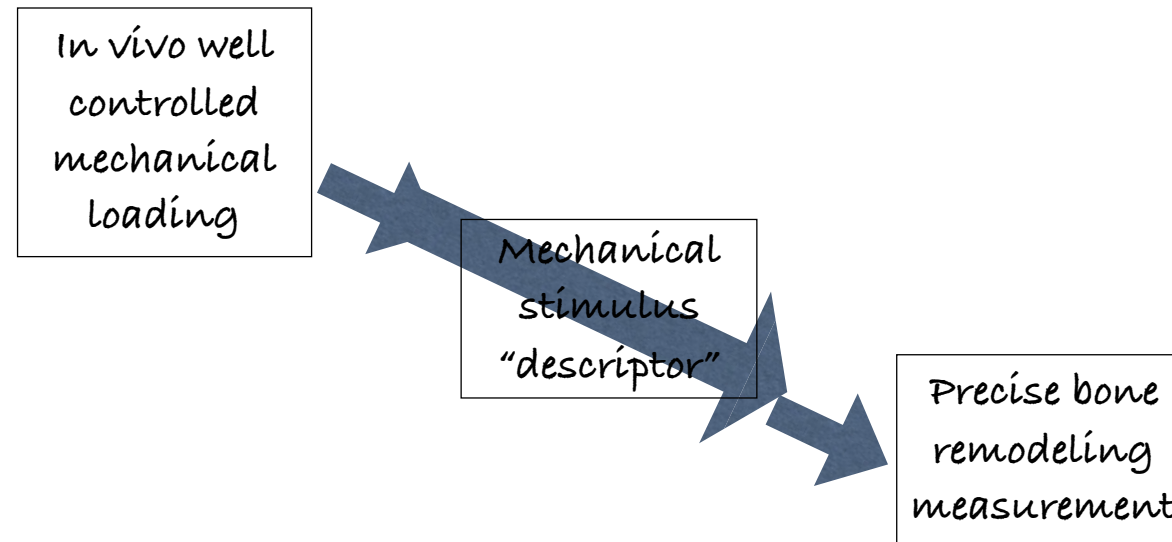 In vivo well
controlled
mechanical
loading
Mechanical
stimulus
“descriptor”
Precise bone
remodeling
measurement